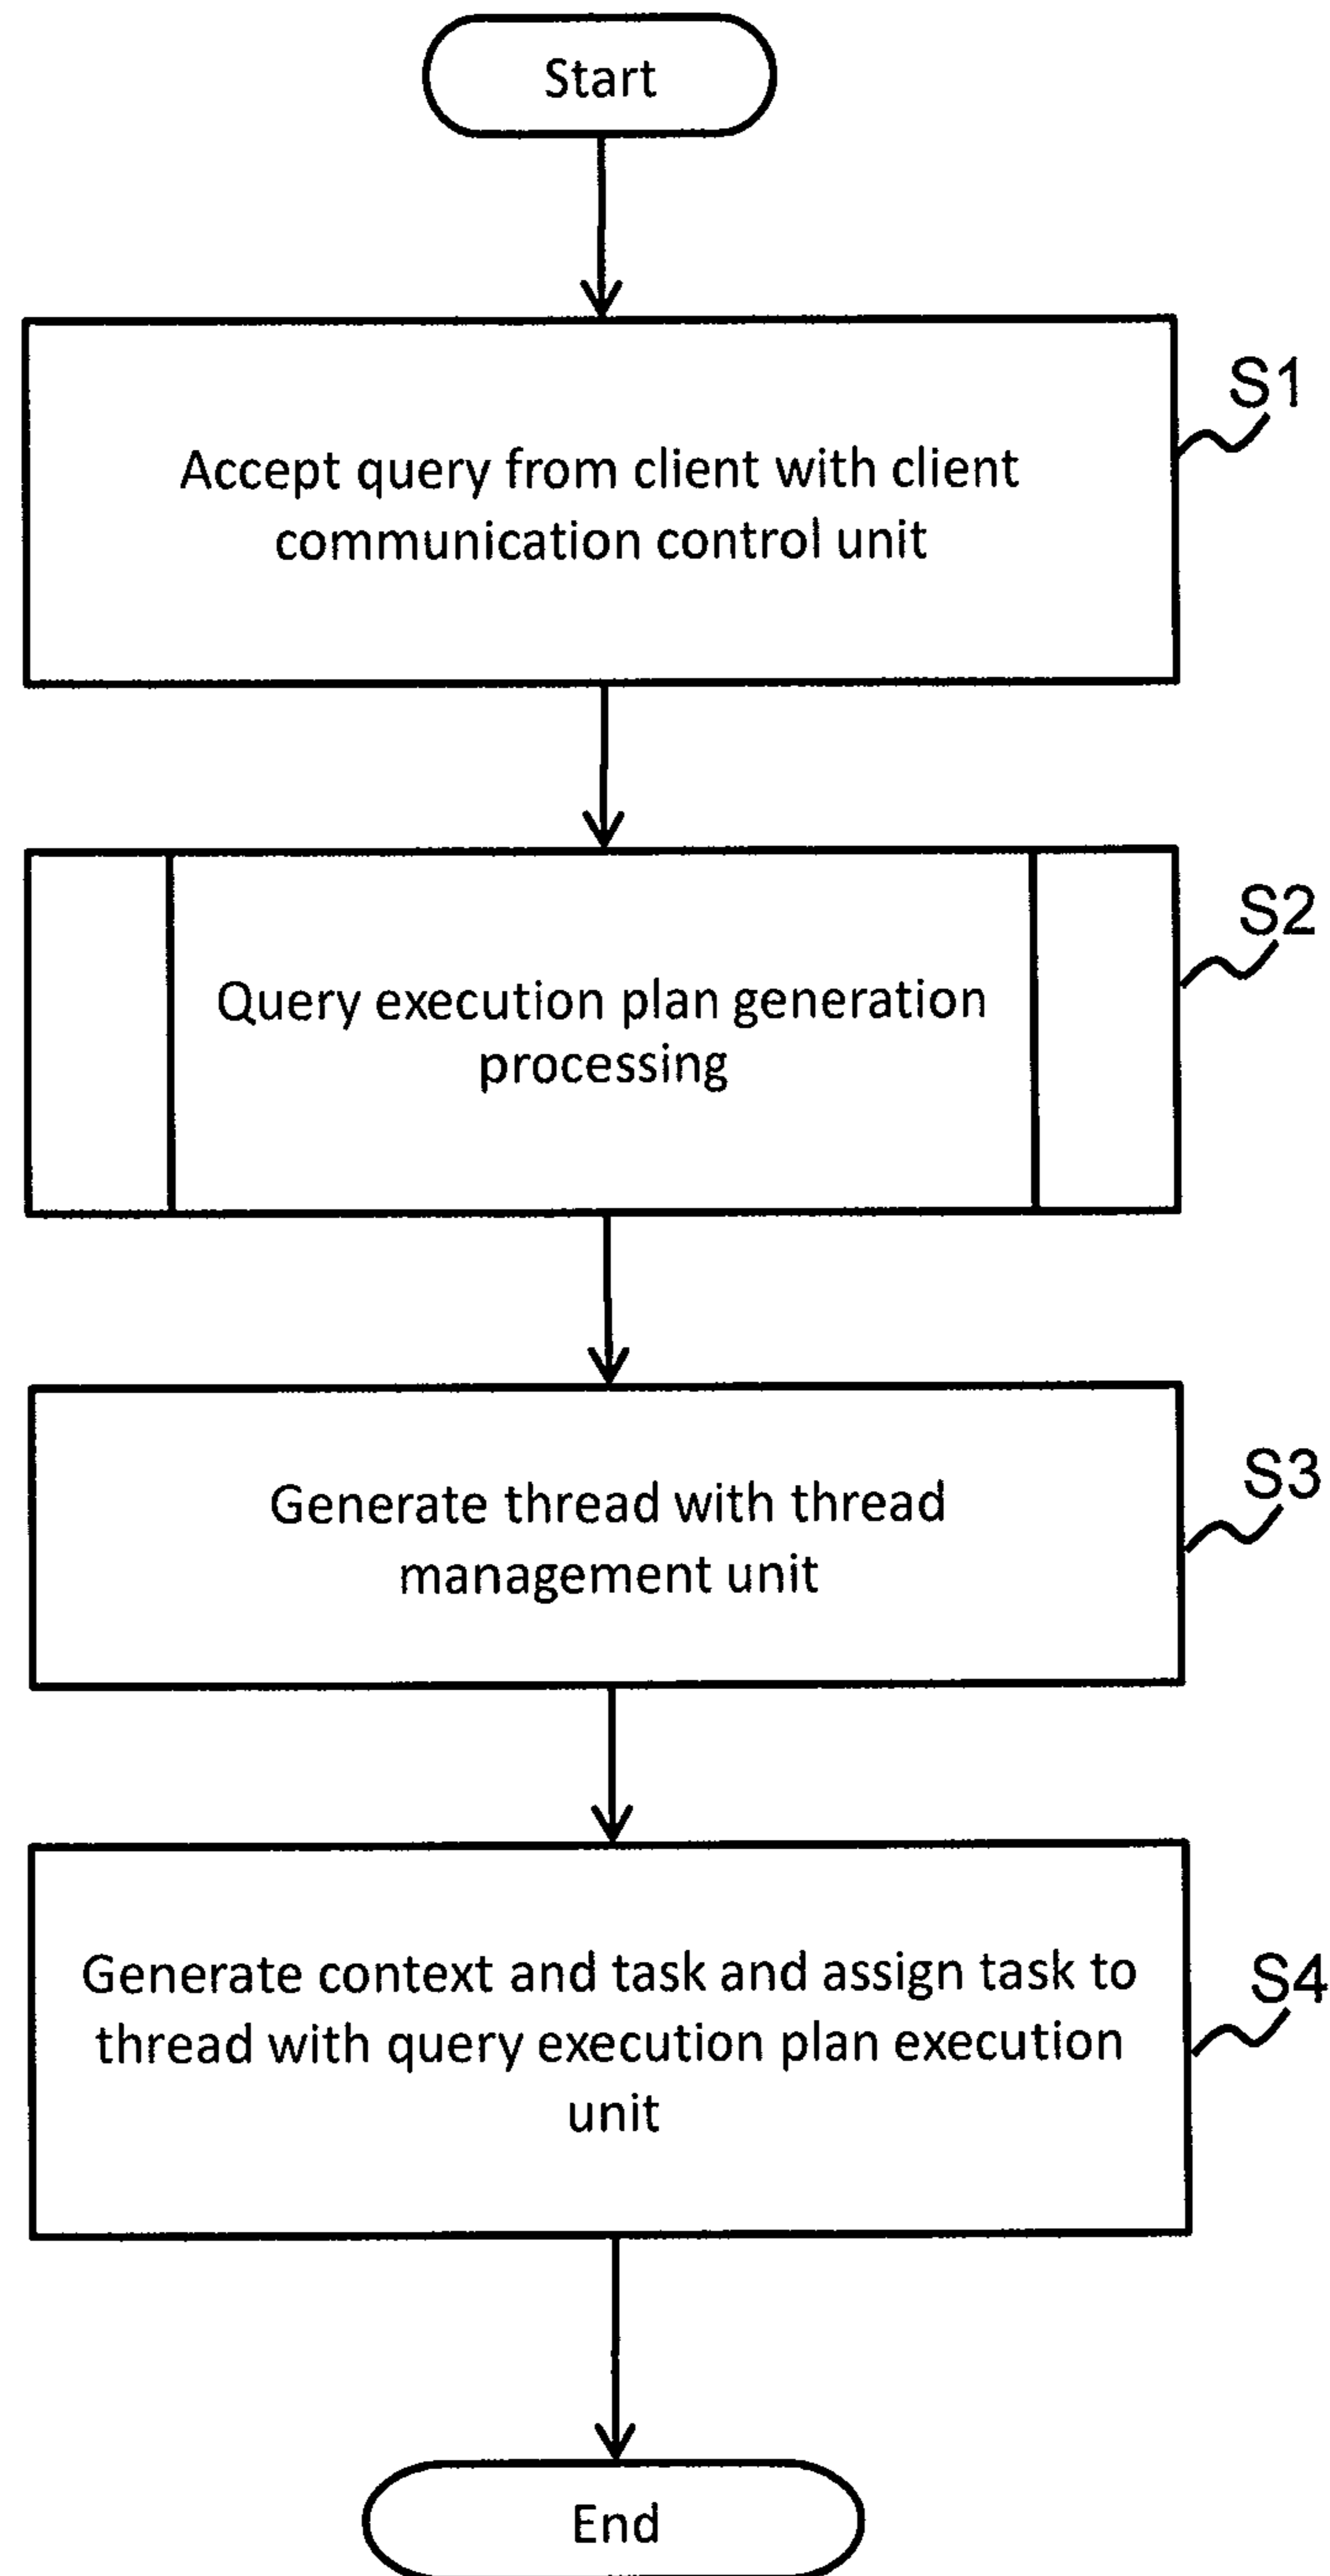 Start
S1
Accept query from client with client
communication control unit
S2
Query execution plan generation
processing
S3
Generate thread with thread
management unit
S4
Generate context and task and assign task to
thread with query execution plan execution
unit
End